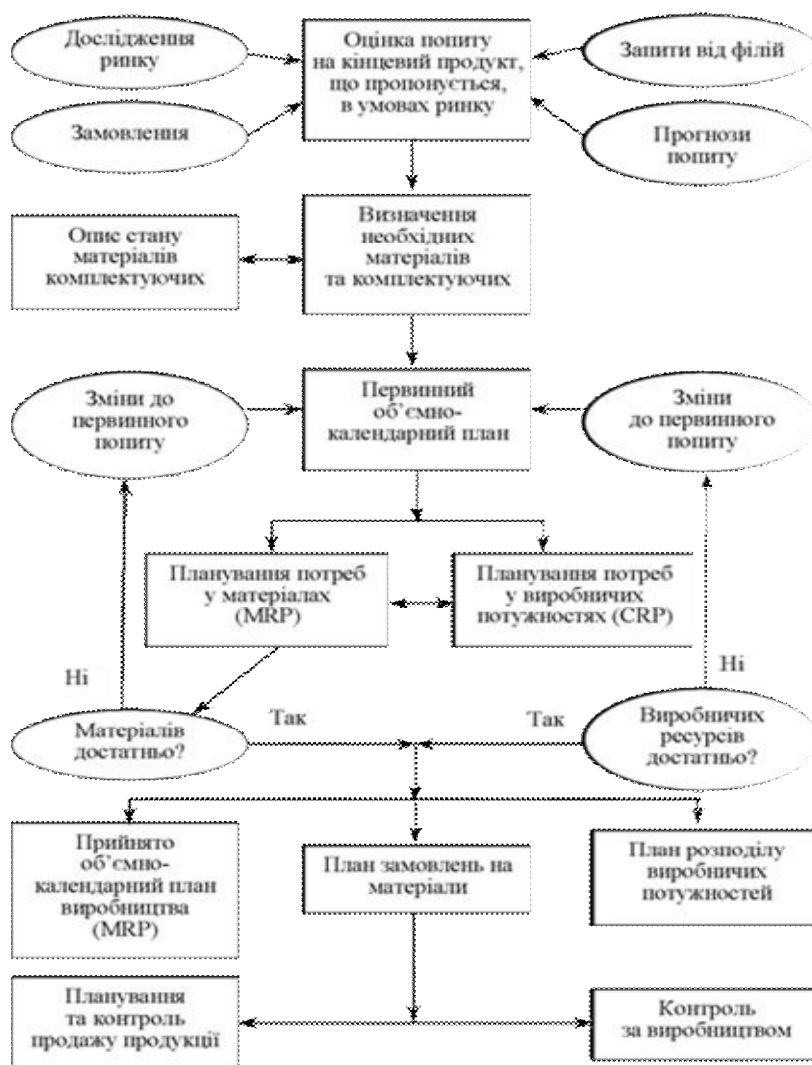 Дослідження
ринку
Оцінка попиту
на кінцевий продукт,
що пропонується,
в умовах ринку
Запити від філій
Замовлення
Прогнози
попиту
Опис стану
матеріалів
комплектуючих
Визначення
необхідних
матеріалів
та комплектуючих
Зміни до
первинного
попиту
Первинний
об’ємно-
календарний план
Зміни
до первинного
попиту
Планування потреб
у матеріалах
(MRP)
Планування потреб
у виробничих
потужностях (CRP)
Ні
Ні
Матеріалів
достатньо?
Так
Так
Виробничих
ресурсів
достатньо?
Прийнято
об’ємно-
календарний план
виробництва
(MRP)
План замовлень на
матеріали
План розподілу
виробничих
потужностей
Планування
та контроль
продажу продукції
Контроль
за виробництвом